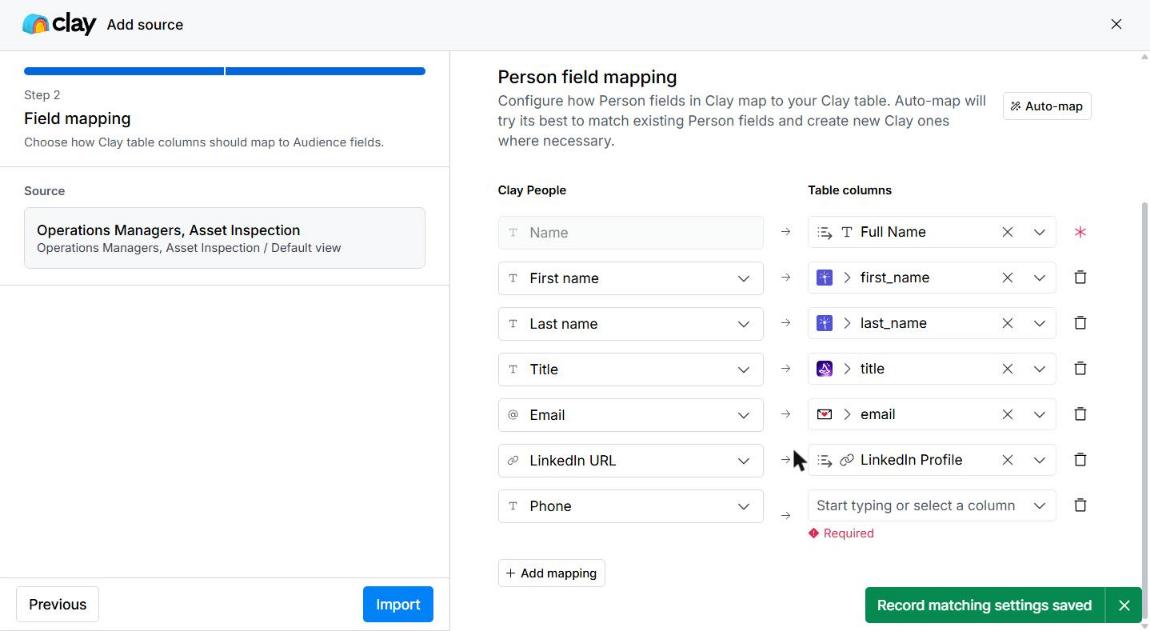 clay Add source
Step 2
Field mapping
Choose how Clay table columns should map to Audience fields.
Source
Operations Managers, Asset Inspection
Operations Managers, Asset Inspection / Default view
Previous
Import
Person field mapping
Configure how Person fields in Clay map to your Clay table. Auto-map will
try its best to match existing Person fields and create new Clay ones
where necessary.
Auto-map
Clay People
Table columns
T Name → T Full Name *
T First name → first_name
T Last name → last_name
T Title → title
@ Email → email
LinkedIn URL → LinkedIn Profile
T Phone → Start typing or select a column
Required
+ Add mapping
Record matching settings saved